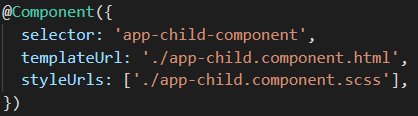 @Component({
  selector: 'app-child-component',
  templateUrl: './app-child.component.html',
  styleUrls: ['./app-child.component.scss'],
})